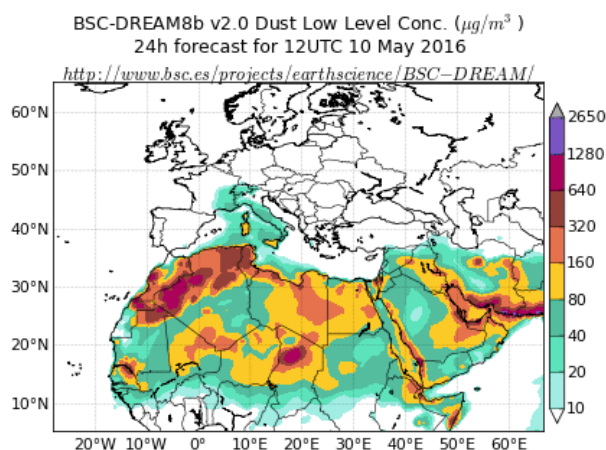 BSC-DREAM8b v2.0 Dust Low Level Conc. (μg/m³ )
24h forecast for 12UTC 10 May 2016
http://www.bsc.es/projects/earthscience/BSC−DREAM/
60°N
50°N
40°N
30°N
20°N
10°N
20°W 10°W 0° 10°E 20°E 30°E 40°E 50°E 60°E
2650
1280
640
320
160
80
40
20
10